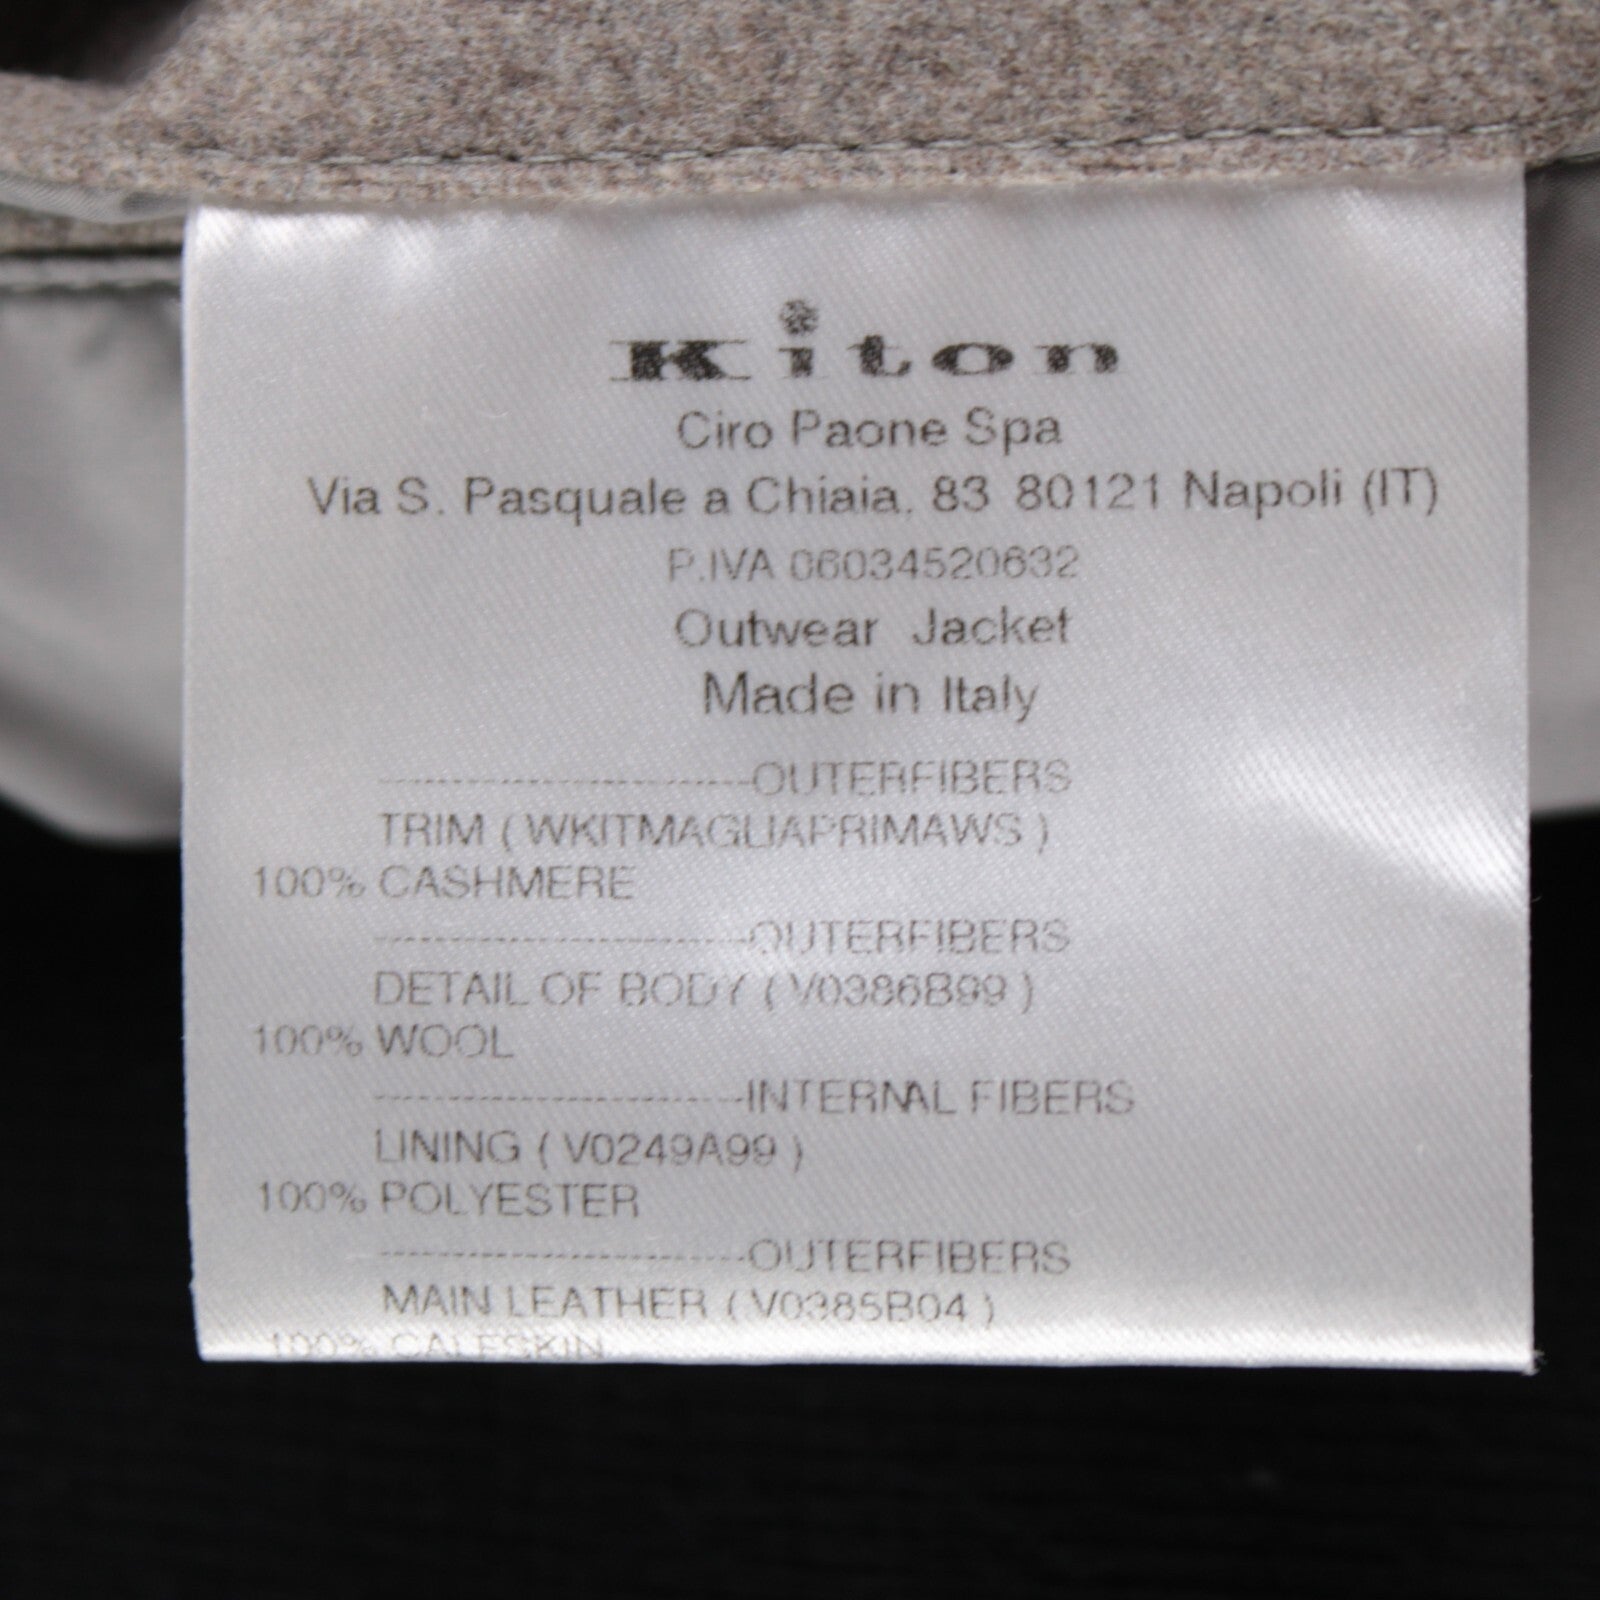 Kiton
Ciro Paone Spa
Via S. Pasquale a Chiaia, 83 80121 Napoli (IT)
P.IVA 06034520632
Outwear Jacket
Made in Italy
-------------------------OUTERFIBERS
TRIM ( WKITMAGLIAPRIMAWS )
100% CASHMERE
-------------------------OUTERFIBERS
DETAIL OF BODY ( V0386B99 )
100% WOOL
-------------------------INTERNAL FIBERS
LINING ( V0249A99 )
100% POLYESTER
-------------------------OUTERFIBERS
MAIN LEATHER ( V0385B04 )
100% CALFSKIN